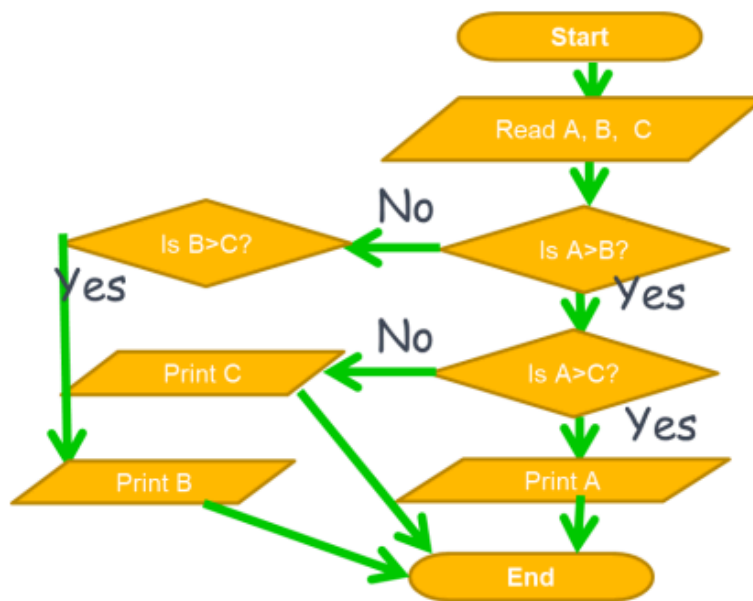 Start
Read A, B, C
Is A>B?
No
Is B>C?
Yes
Yes
Is A>C?
No
Print C
Yes
Print B
Print A
End